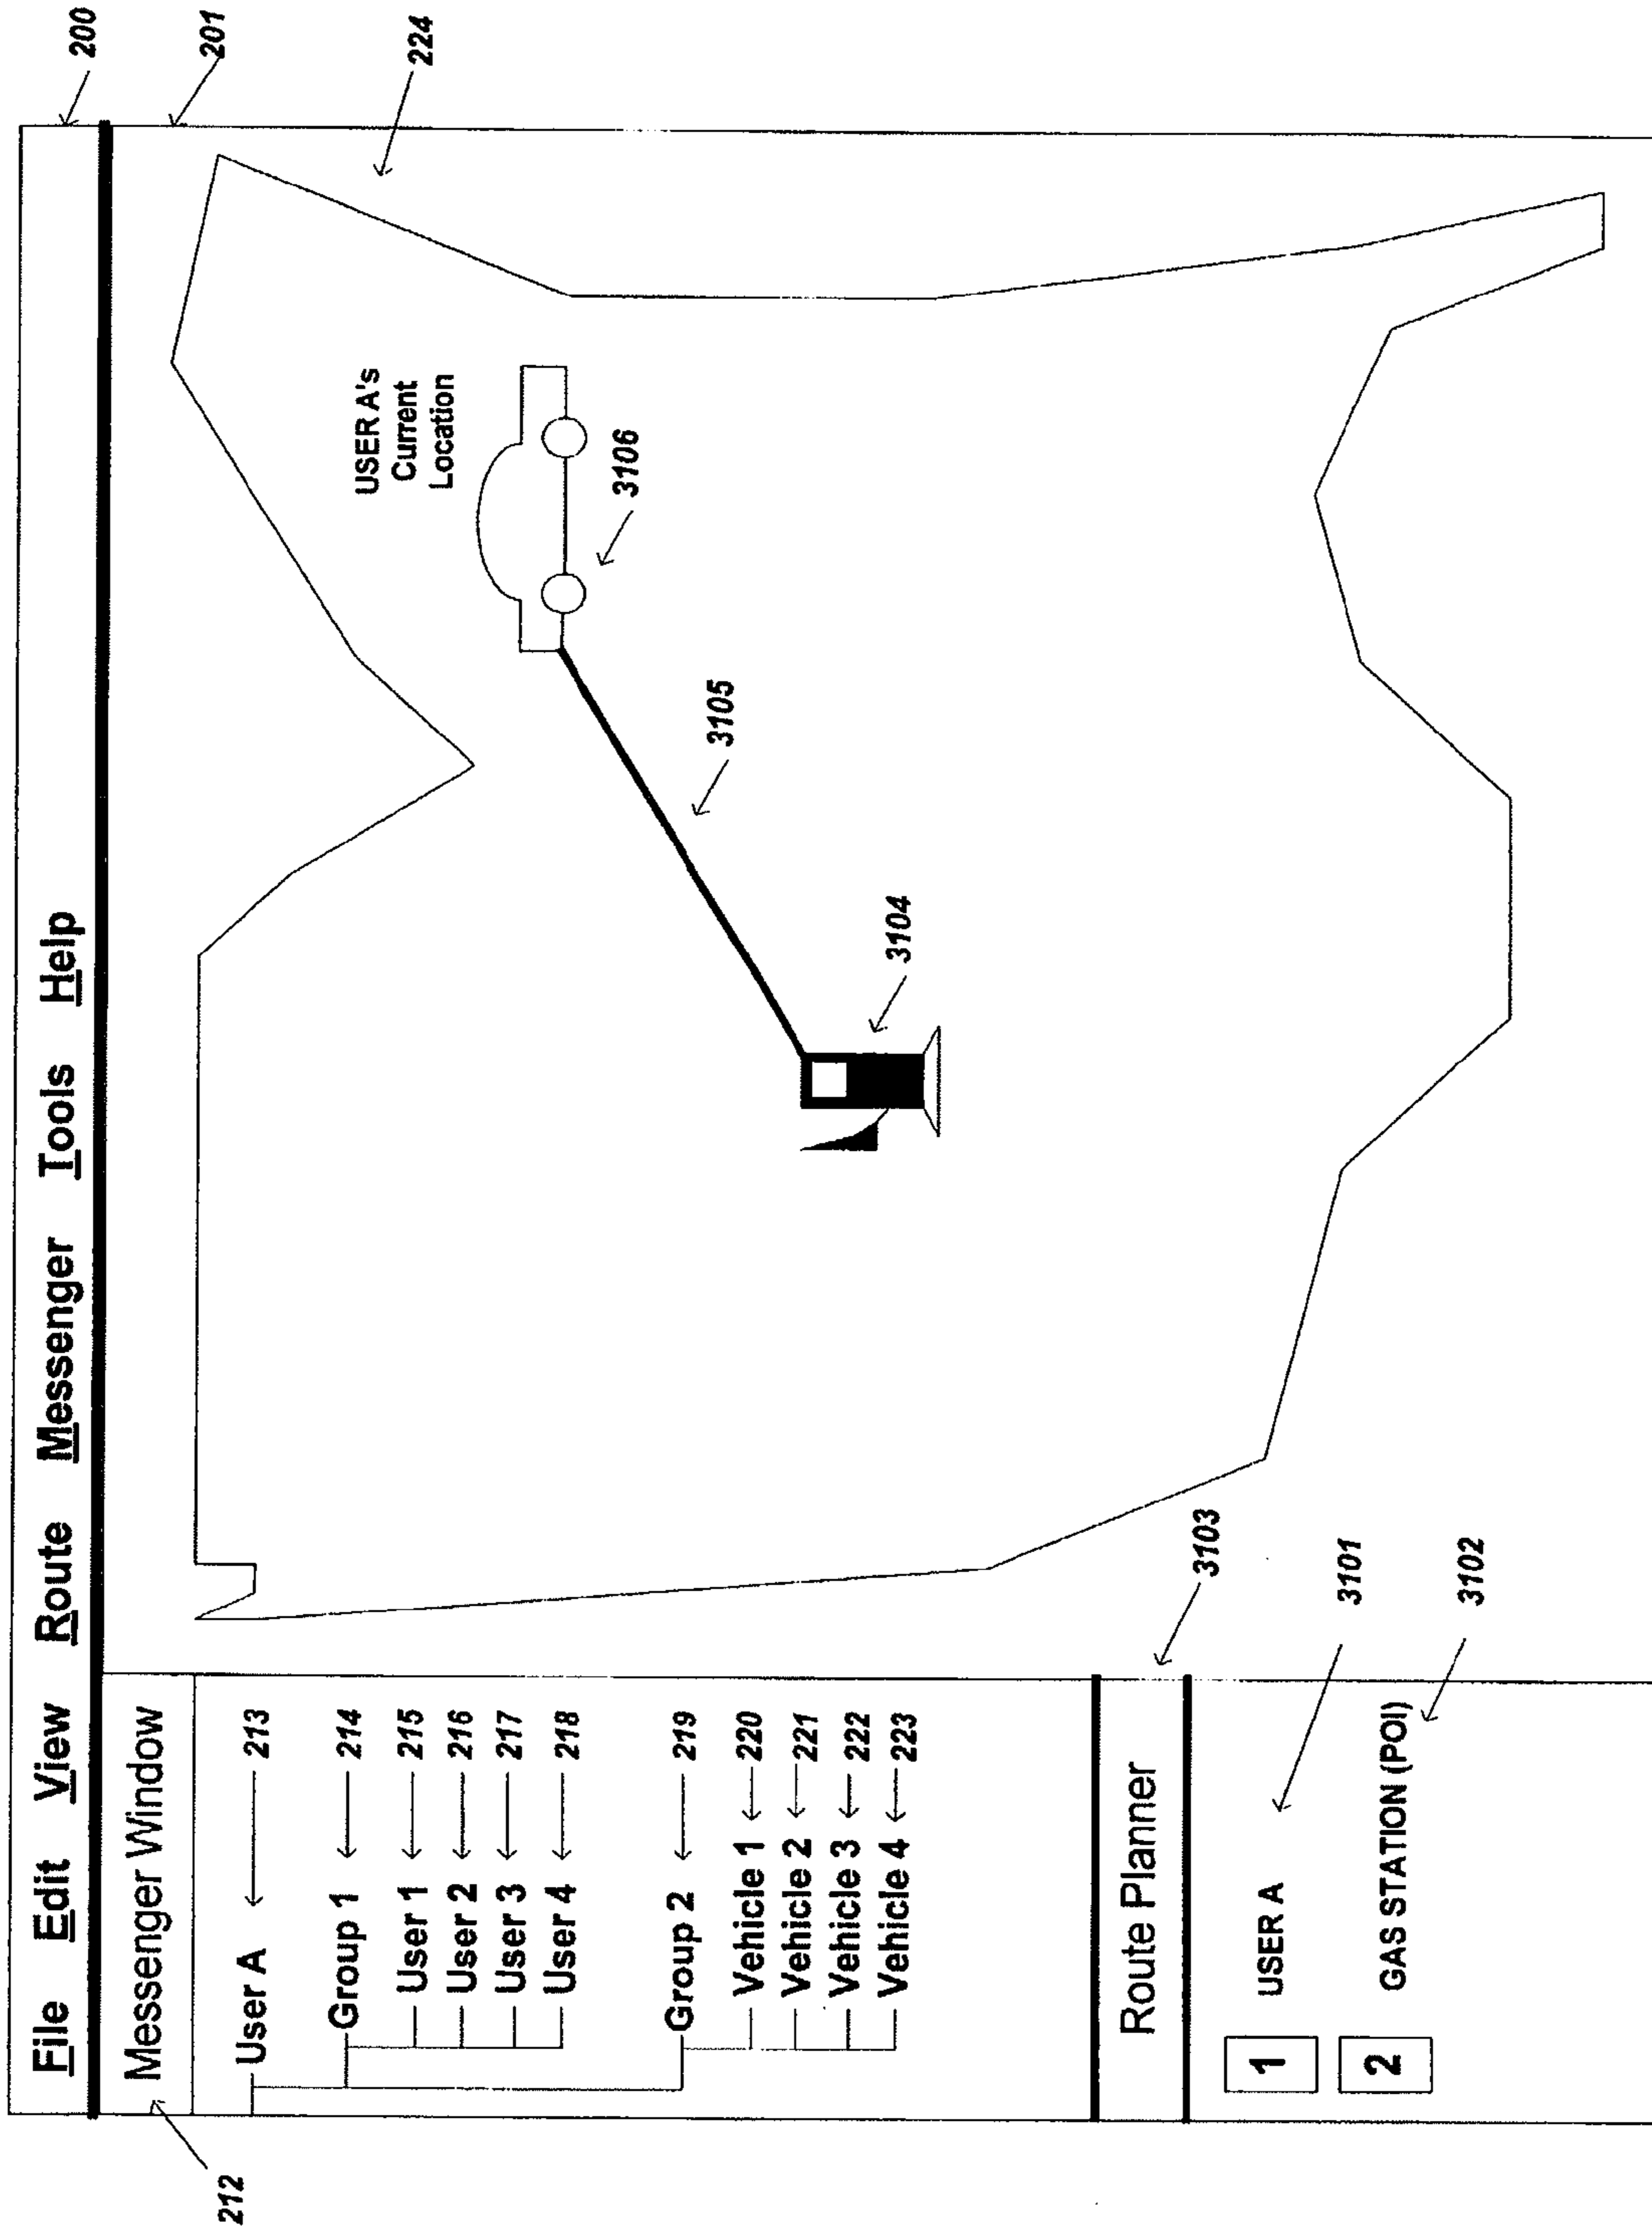 File Edit View Route Messenger Tools Help
200
Messenger Window
201
212
User A 213
224
Group 1 214
User 1 215
User 2 216
User 3 217
User 4 218
USER A's
Current
Location
3106
Group 2 219
Vehicle 1 220
Vehicle 2 221
Vehicle 3 222
Vehicle 4 223
3105
3104
Route Planner
3103
1 USER A
3101
2 GAS STATION (POI)
3102